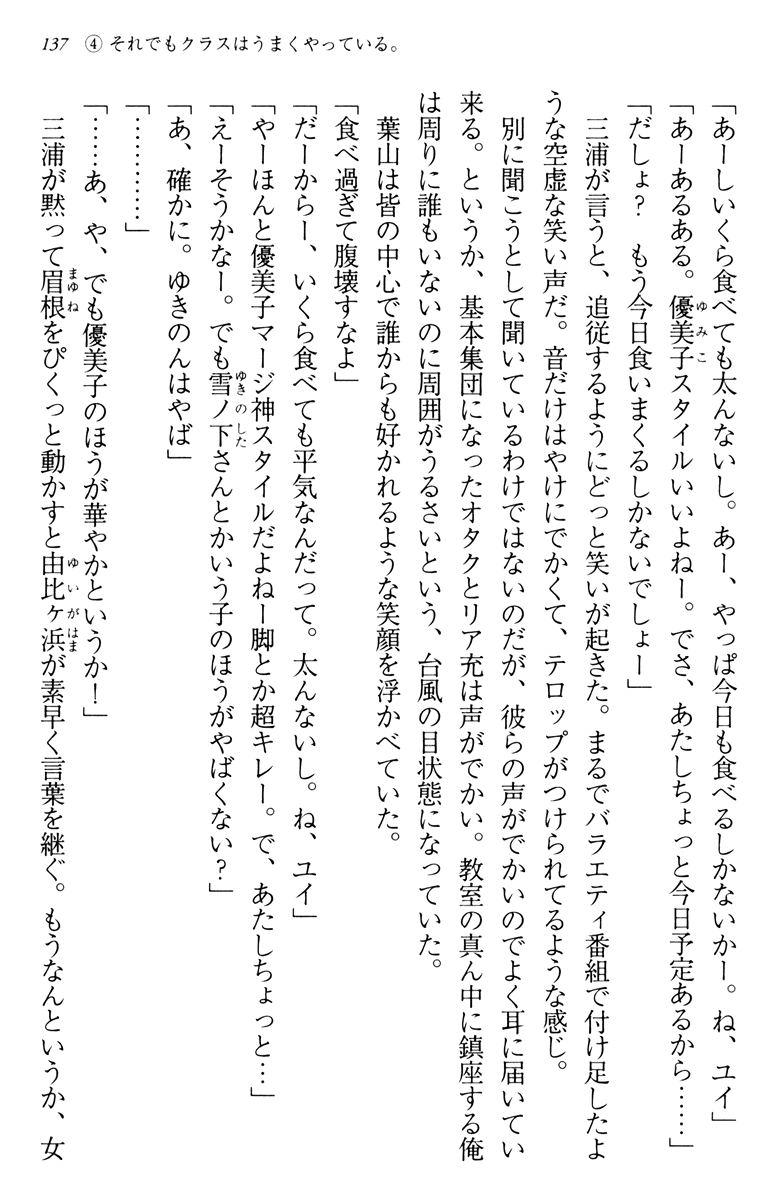 137 ④ それでもクラスはうまくやっている。
「あーしいくら食べても太んないし。あー、やっぱ今日も食べるしかないかー。ね、ユイ」
「あーあるある。優美子スタイルいいよねー。でさ、あたしちょっと今日予定あるから……」
「だしょ？　もう今日食いまくるしかないでしょー」
　三浦が言うと、追従するようにどっと笑いが起きた。まるでバラエティ番組で付け足したよ
うな空虚な笑い声だ。音だけはやけにでかくて、テロップがつけられてるような感じ。
　別に聞こうとして聞いているわけではないのだが、彼らの声がでかいのでよく耳に届いてい
来る。というか、基本集団になったオタクとリア充は声がでかい。教室の真ん中に鎮座する俺
は周りに誰もいないのに周囲がうるさいという、台風の目状態になっていた。
　葉山は皆の中心で誰からも好かれるような笑顔を浮かべていた。
「食べ過ぎて腹壊すなよ」
「だーからー、いくら食べても平気なんだって。太んないし。ね、ユイ」
「やーほんと優美子マージ神スタイルだよねー脚とか超キレー。で、あたしちょっと…」
「えーそうかなー。でも雪ノ下さんとかいう子のほうがやばくない？」
「あ、確かに。ゆきのんはやば」
「…………」
「……あ、や、でも優美子のほうが華やかというか！」
　三浦が黙って眉根をぴくっと動かすと由比ヶ浜が素早く言葉を継ぐ。もうなんというか、女